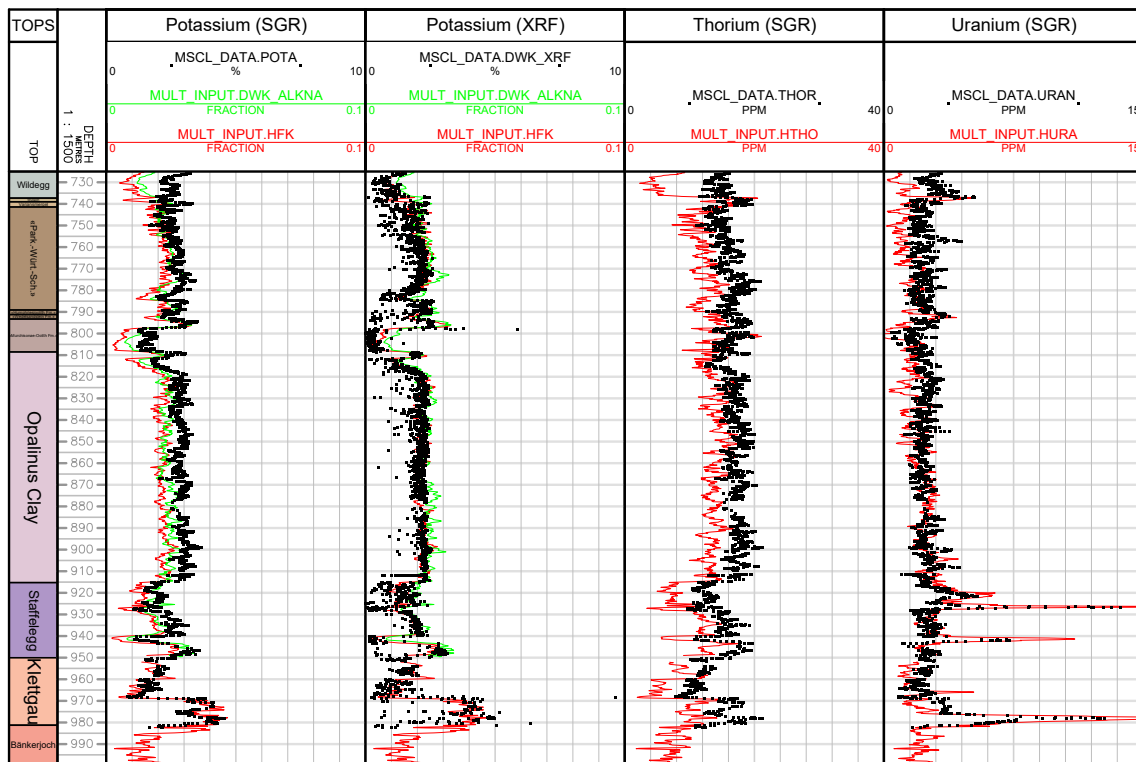 TOPS
Potassium (SGR)
Potassium (XRF)
Thorium (SGR)
Uranium (SGR)
TOP
DEPTH
METRES
1 : 1500
MSCL_DATA.POTA
0 % 10
MULT_INPUT.DWK_ALKNA
0 FRACTION 0.1
MULT_INPUT.HFK
0 FRACTION 0.1
MSCL_DATA.DWK_XRF
0 % 10
MULT_INPUT.DWK_ALKNA
0 FRACTION 0.1
MULT_INPUT.HFK
0 FRACTION 0.1
MSCL_DATA.THOR
0 PPM 40
MULT_INPUT.HTHO
0 PPM 40
MSCL_DATA.URAN
0 PPM 15
MULT_INPUT.HURA
0 PPM 15
Wildegg
«Park.-Würt.-Sch.»
Opalinus Clay
Staffelegg
Klettgau
Bänkerjoch
730
740
750
760
770
780
790
800
810
820
830
840
850
860
870
880
890
900
910
920
930
940
950
960
970
980
990